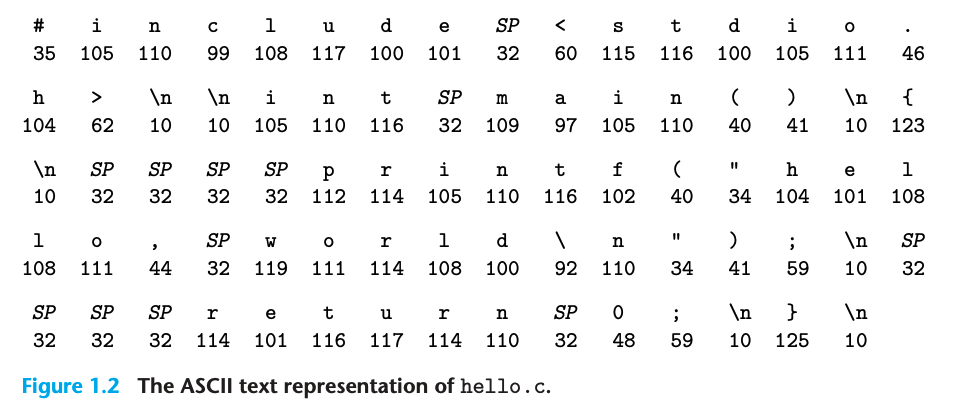 # i n c l u d e SP < s t d i o .
35 105 110 99 108 117 100 101 32 60 115 116 100 105 111 46
h > \n \n i n t SP m a i n ( ) \n {
104 62 10 10 105 110 116 32 109 97 105 110 40 41 10 123
\n SP SP SP SP p r i n t f ( " h e l
10 32 32 32 32 112 114 105 110 116 102 40 34 104 101 108
l o , SP w o r l d \ n " ) ; \n SP
108 111 44 32 119 111 114 108 100 92 110 34 41 59 10 32
SP SP SP r e t u r n SP 0 ; \n } \n
32 32 32 114 101 116 117 114 110 32 48 59 10 125 10
Figure 1.2 The ASCII text representation of hello.c.